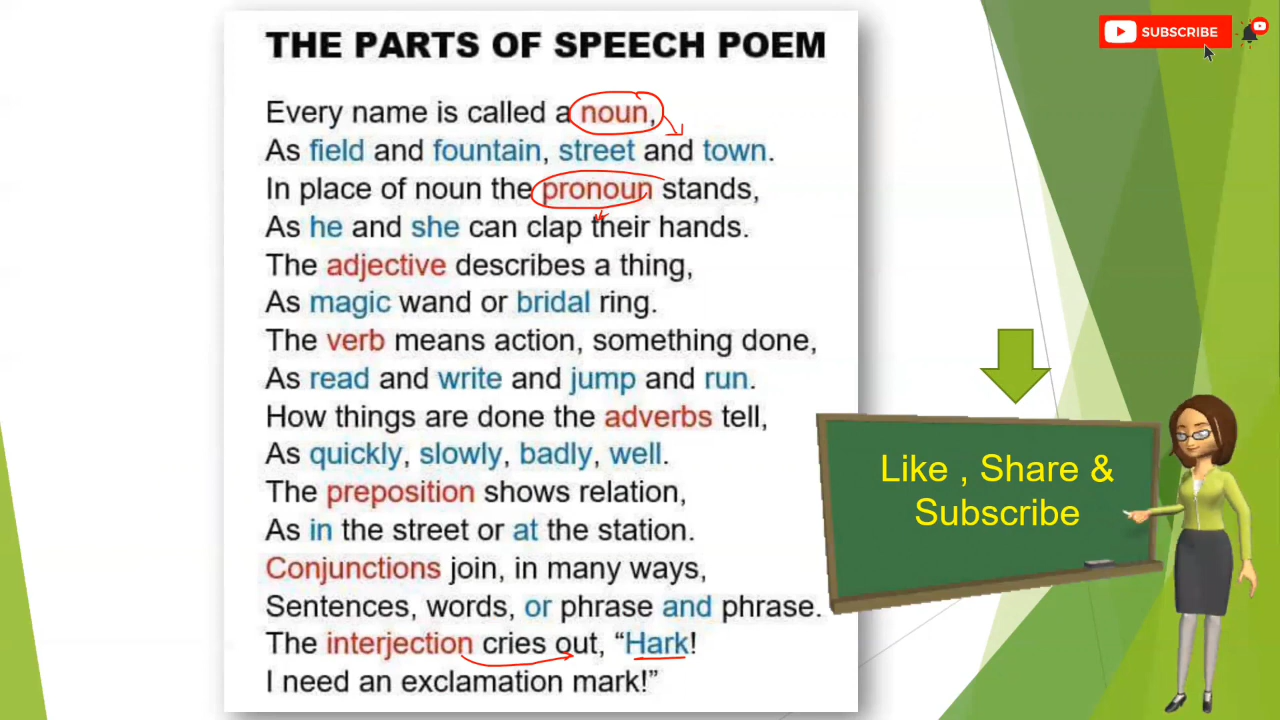 THE PARTS OF SPEECH POEM
Every name is called a noun,
As field and fountain, street and town.
In place of noun the pronoun stands,
As he and she can clap their hands.
The adjective describes a thing,
As magic wand or bridal ring.
The verb means action, something done,
As read and write and jump and run.
How things are done the adverbs tell,
As quickly, slowly, badly, well.
The preposition shows relation,
As in the street or at the station.
Conjunctions join, in many ways,
Sentences, words, or phrase and phrase.
The interjection cries out, “Hark!
I need an exclamation mark!”
SUBSCRIBE
Like , Share &
Subscribe